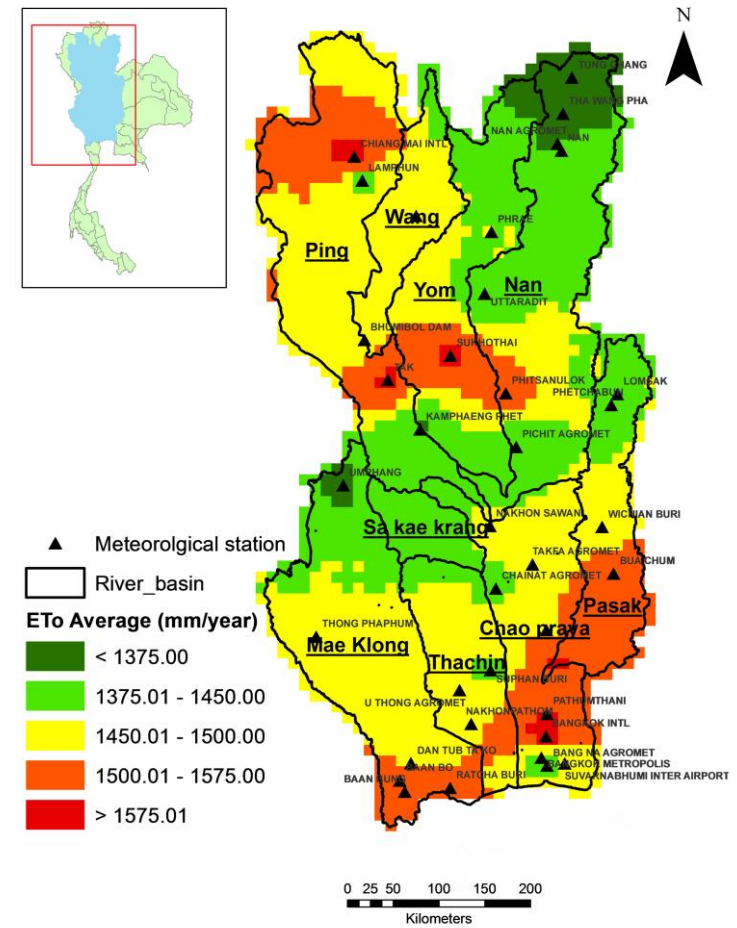 N
TUNG CHANG
THA WANG PHA
NAN AGROMET
NAN
CHIANG MAI INTL
LAMPHUN
Wang
PHRAE
Ping
Yom
Nan
UTTARADIT
BHUMIBOL DAM
SUKHOTHAI
TAK
PHITSANULOK
LOMSAK
PHETCHABUN
KAMPHAENG PHET
PICHIT AGROMET
UMPHANG
NAKHON SAWAN
WICHIAN BURI
Sa kae krang
TAKFA AGROMET
BUA CHUM
CHAINAT AGROMET
Pasak
THONG PHAPHUM
Chao praya
Mae Klong
Thachin
SUPHAN BURI
U THONG AGROMET
PATHUMTHANI
NAKHONPATHOM
BANGKOK INTL
DAN TUB TAKO
BANG NA AGROMET
BAAN BO
BANGKOK METROPOLIS
RATCHA BURI
SUVARNABHUMI INTER AIRPORT
Meteorolgical station
River_basin
ETo Average (mm/year)
< 1375.00
1375.01 - 1450.00
1450.01 - 1500.00
1500.01 - 1575.00
> 1575.01
0 25 50 100 150 200
Kilometers